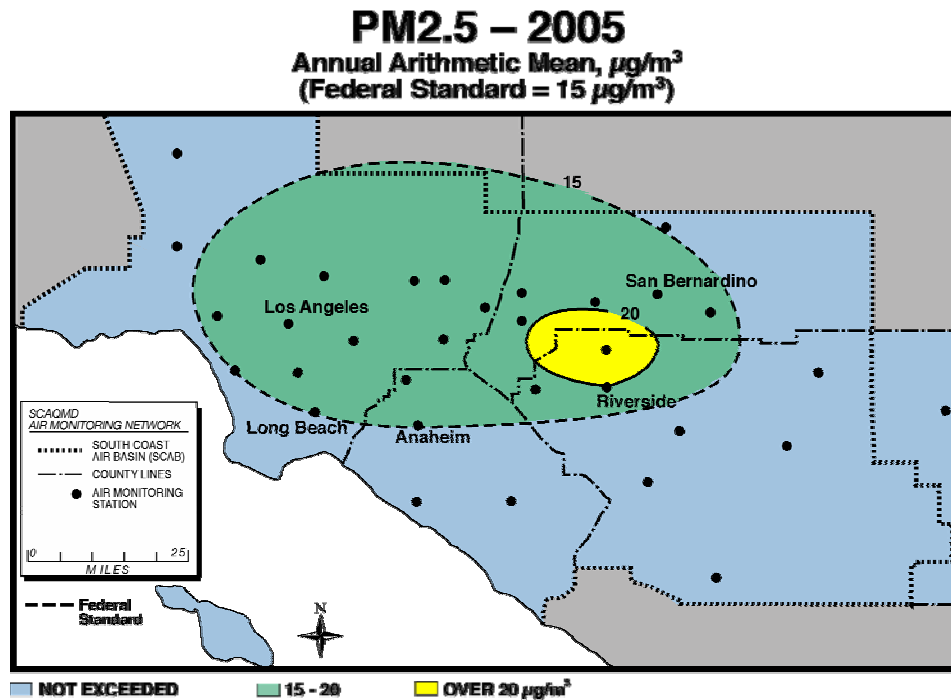 PM2.5 – 2005
Annual Arithmetic Mean, µg/m³
(Federal Standard = 15 µg/m³)
15
San Bernardino
Los Angeles
20
Riverside
Long Beach
Anaheim
SCAQMD
AIR MONITORING NETWORK
SOUTH COAST
AIR BASIN (SCAB)
COUNTY LINES
AIR MONITORING
STATION
0 25
MILES
Federal
Standard
N
NOT EXCEEDED 15 - 20 OVER 20 µg/m³